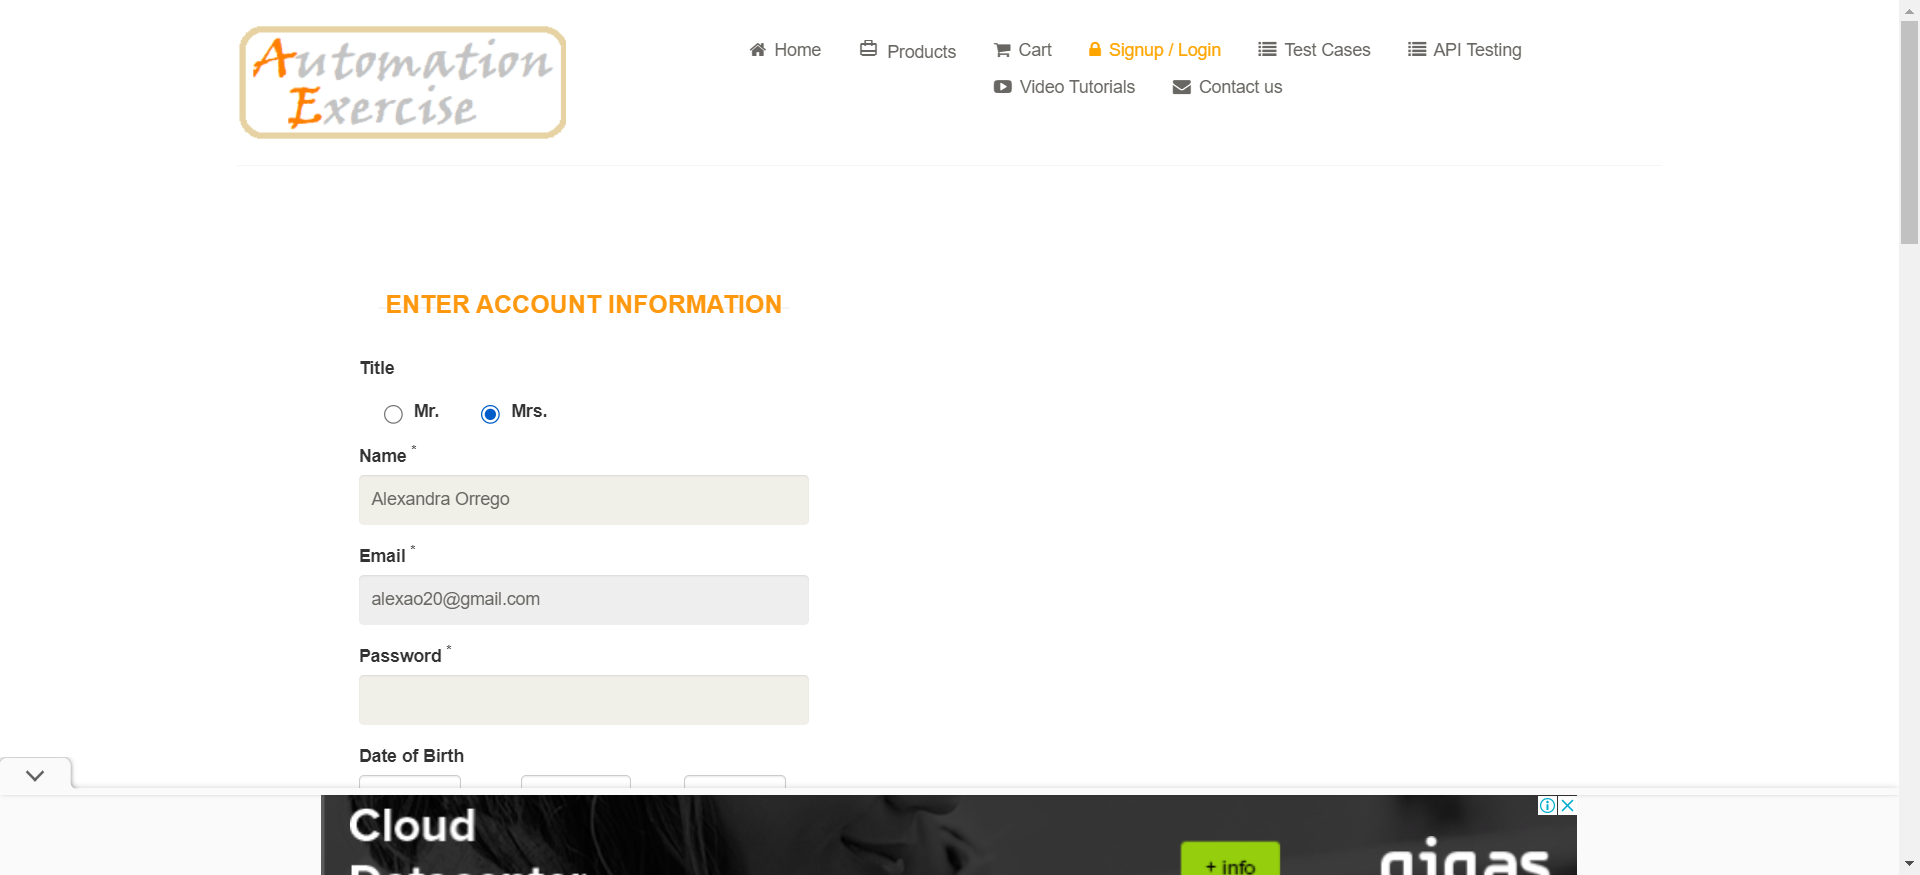 Automation
Exercise
Home Products Cart Signup / Login Test Cases API Testing
Video Tutorials Contact us
ENTER ACCOUNT INFORMATION
Title
Mr. Mrs.
Name *
Alexandra Orrego
Email *
alexao20@gmail.com
Password *
Date of Birth
Cloud
Datacenter
+ info
gigas